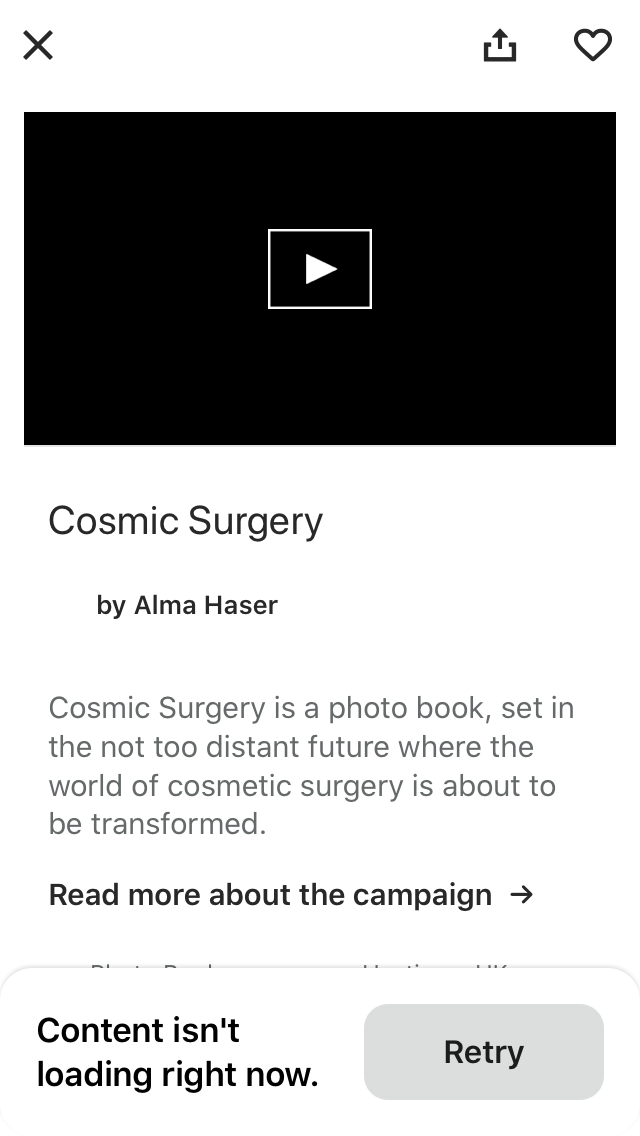 Cosmic Surgery
by Alma Haser
Cosmic Surgery is a photo book, set in
the not too distant future where the
world of cosmetic surgery is about to
be transformed.
Read more about the campaign →
Content isn't
loading right now.
Retry